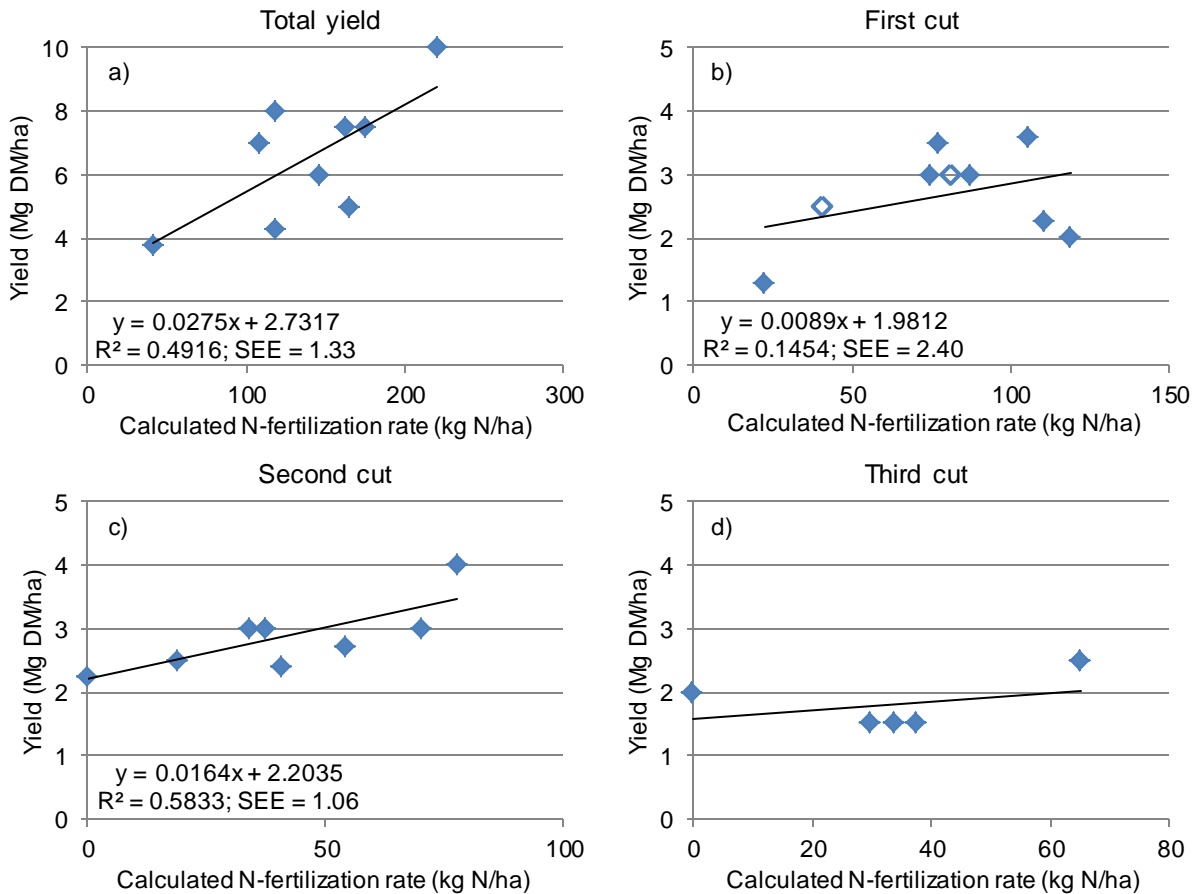 Total yield
Yield (Mg DM/ha)
a)
10
8
6
4
2
0
y = 0.0275x + 2.7317
R² = 0.4916; SEE = 1.33
0 100 200 300
Calculated N-fertilization rate (kg N/ha)
First cut
Yield (Mg DM/ha)
b)
5
4
3
2
1
0
y = 0.0089x + 1.9812
R² = 0.1454; SEE = 2.40
0 50 100 150
Calculated N-fertilization rate (kg N/ha)
Second cut
Yield (Mg DM/ha)
c)
5
4
3
2
1
0
y = 0.0164x + 2.2035
R² = 0.5833; SEE = 1.06
0 50 100
Calculated N-fertilization rate (kg N/ha)
Third cut
Yield (Mg DM/ha)
d)
5
4
3
2
1
0
0 20 40 60 80
Calculated N-fertilization rate (kg N/ha)